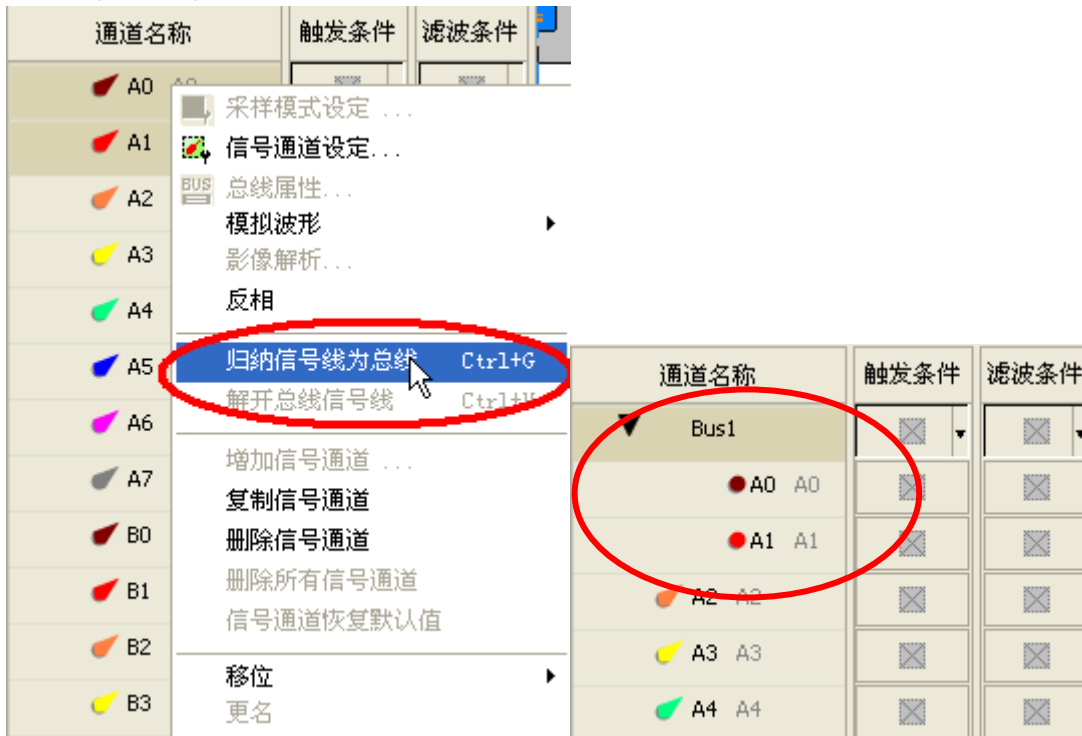 通道名称 触发条件 滤波条件
A0
A1
A2
A3
A4
A5
A6
A7
B0
B1
B2
B3
采样模式设定 ...
信号通道设定...
BUS 总线属性...
模拟波形
影像解析...
反相
归纳信号线为总线 Ctrl+G
解开总线信号线
增加信号通道 ...
复制信号通道
删除信号通道
删除所有信号通道
信号通道恢复默认值
移位
更名
通道名称 触发条件 滤波条件
Bus1
A0 A0
A1 A1
A2 A2
A3 A3
A4 A4